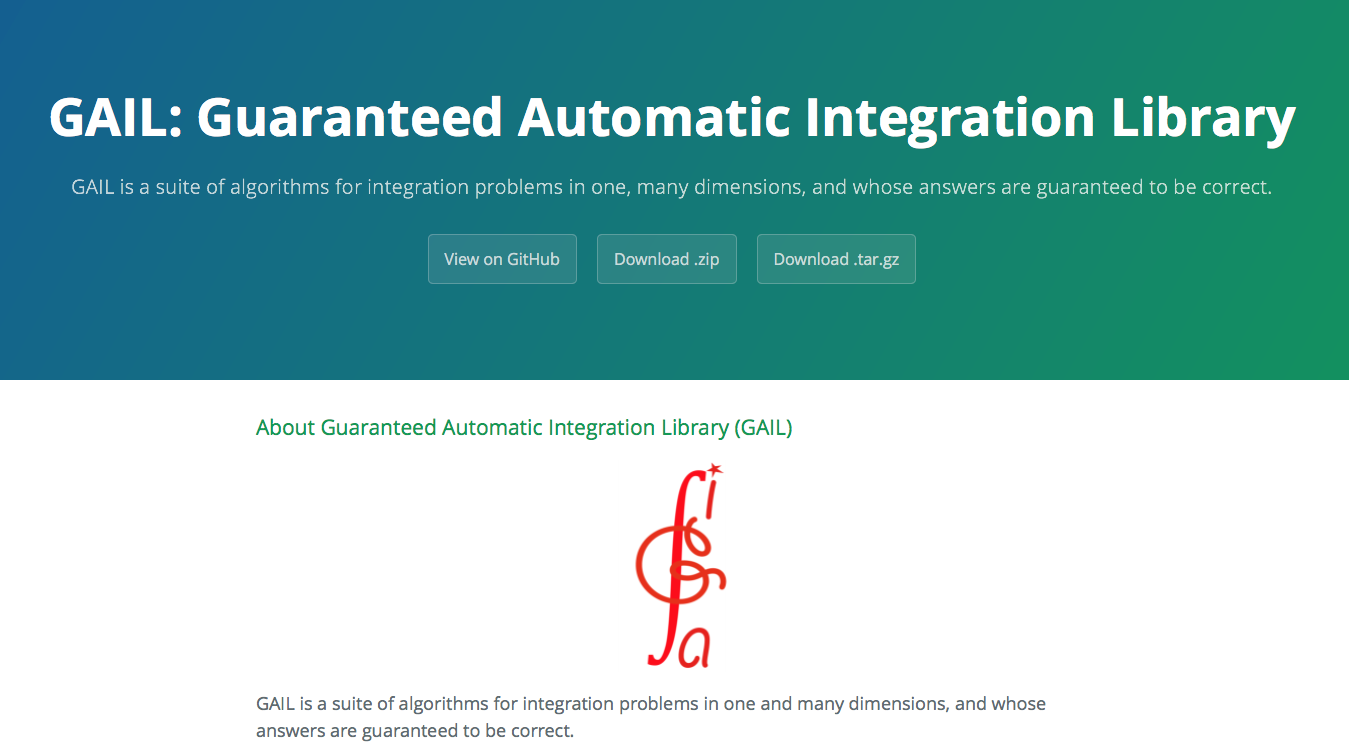 GAIL: Guaranteed Automatic Integration Library
GAIL is a suite of algorithms for integration problems in one, many dimensions, and whose answers are guaranteed to be correct.
View on GitHub
Download .zip
Download .tar.gz
About Guaranteed Automatic Integration Library (GAIL)
i
G
a
GAIL is a suite of algorithms for integration problems in one and many dimensions, and whose
answers are guaranteed to be correct.